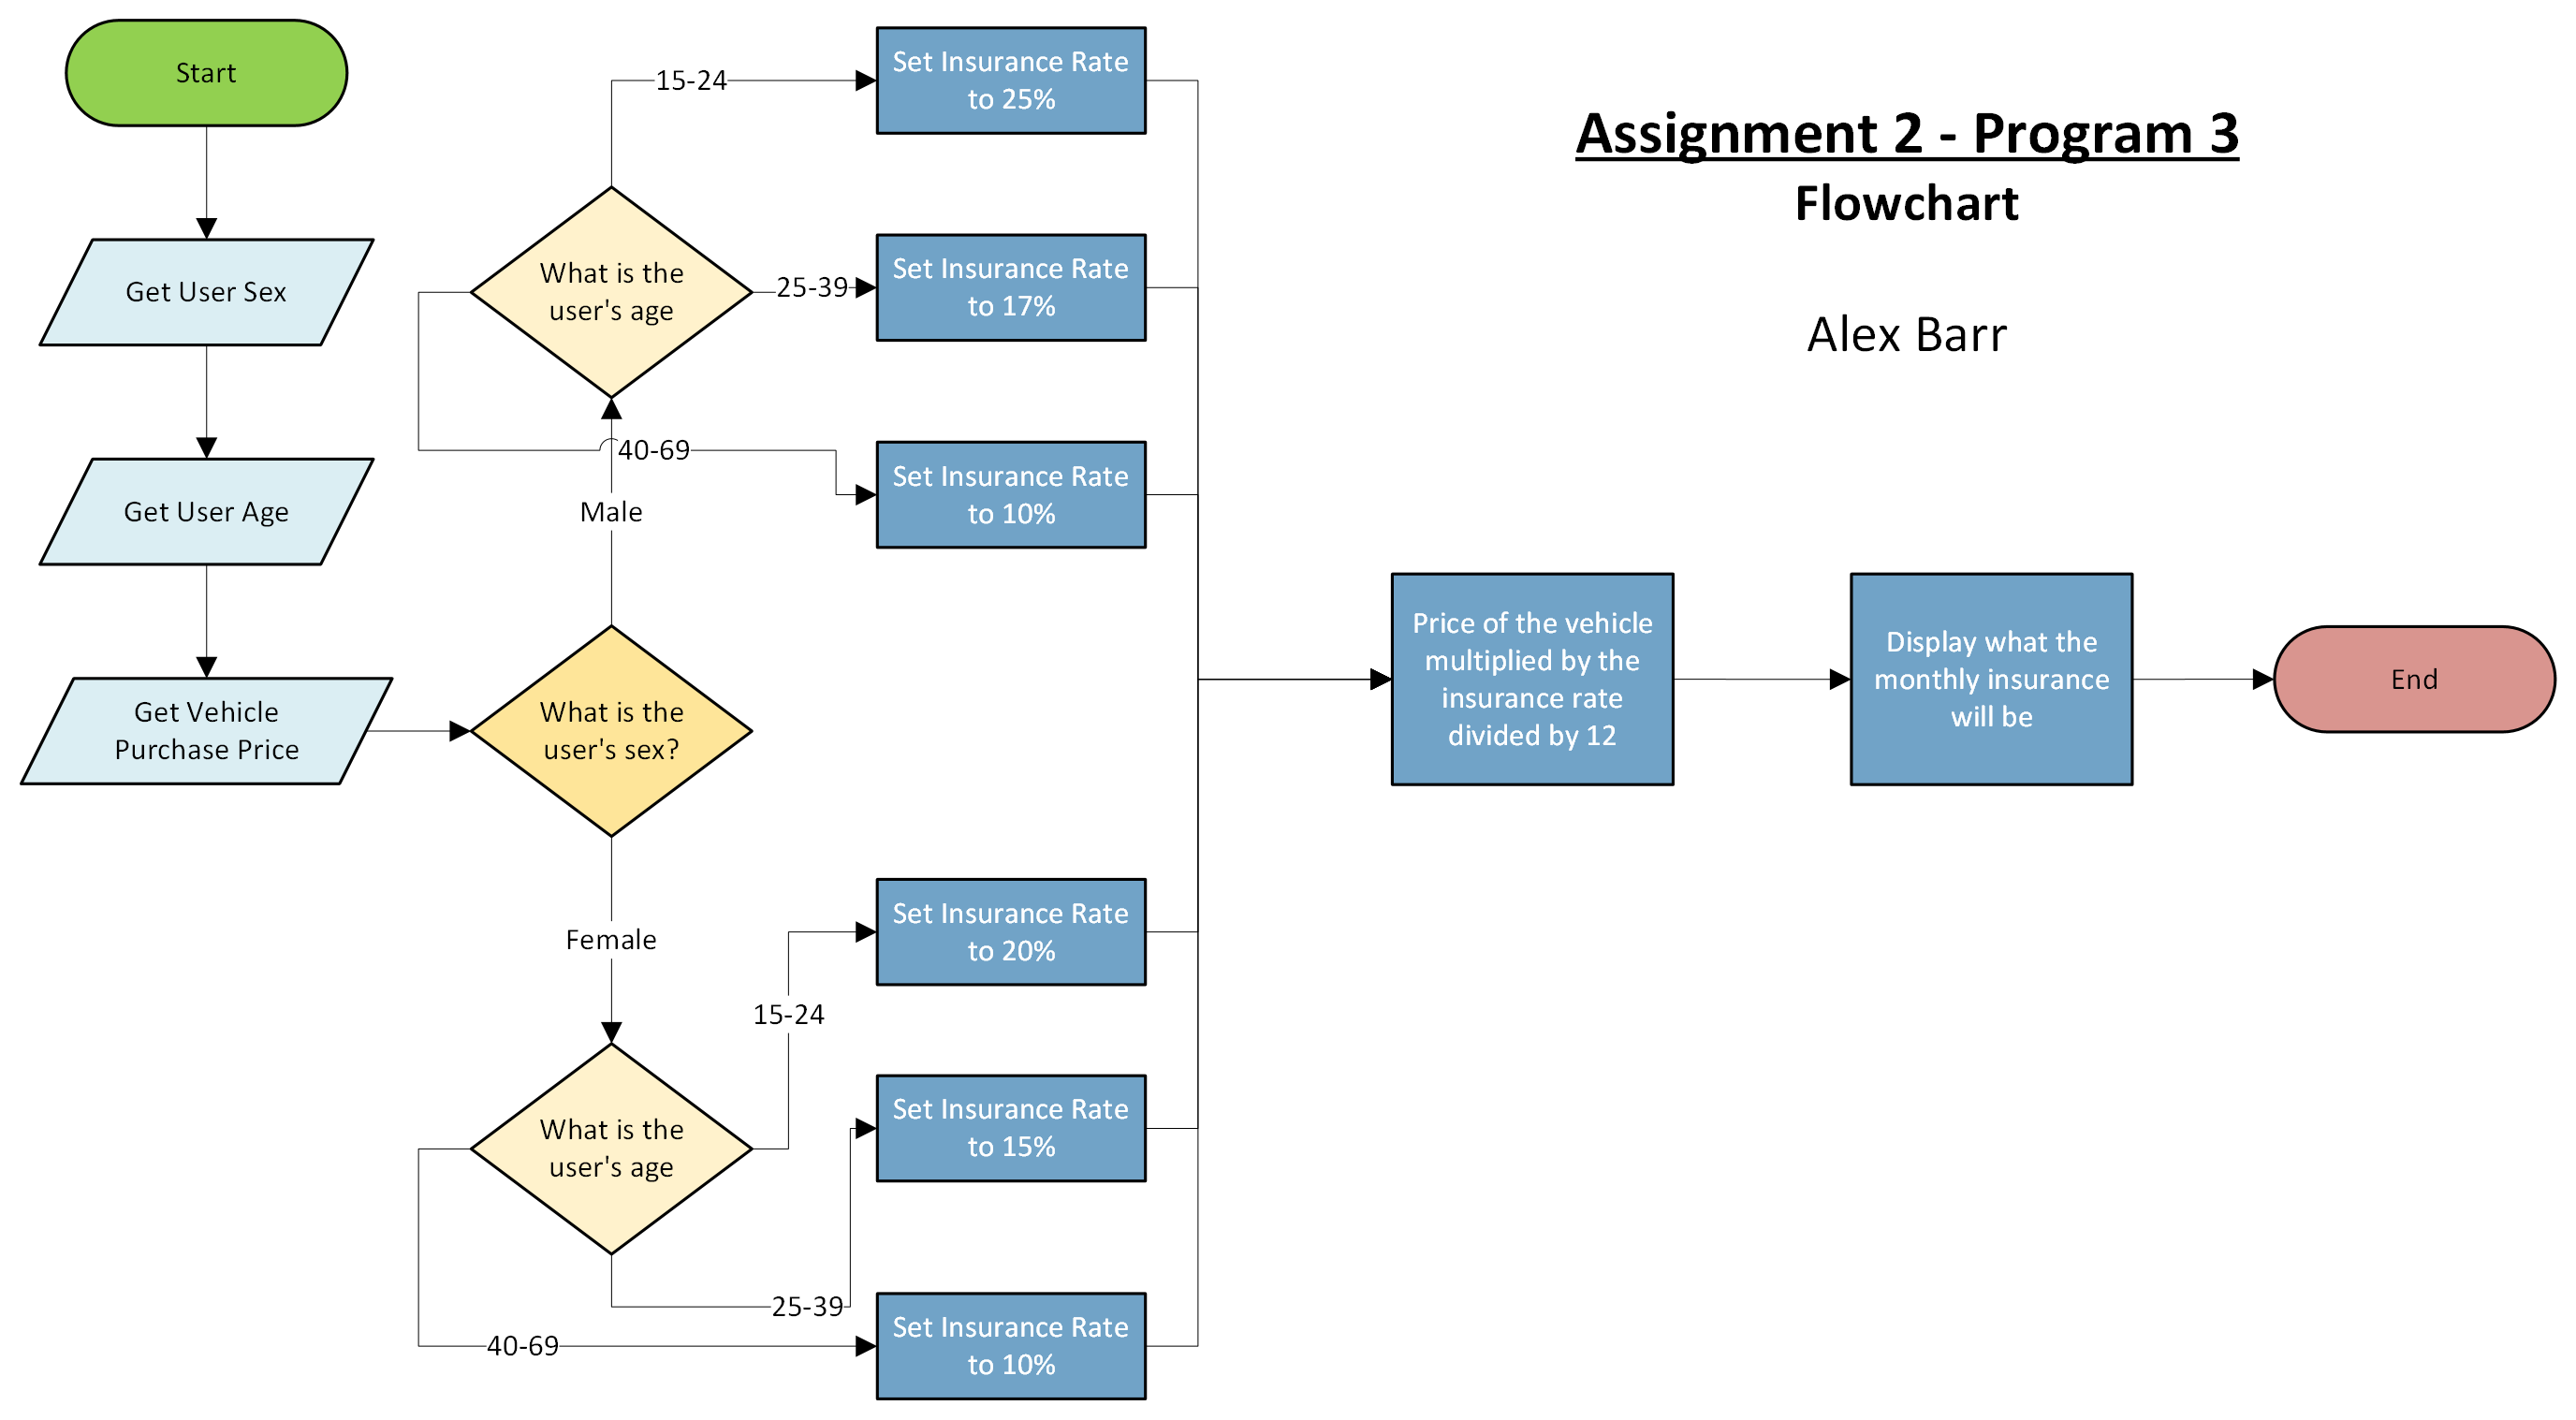 Start
Get User Sex
Get User Age
Get Vehicle
Purchase Price
What is the
user's sex?
Male
What is the
user's age
15-24
Set Insurance Rate
to 25%
25-39
Set Insurance Rate
to 17%
40-69
Set Insurance Rate
to 10%
Female
What is the
user's age
15-24
Set Insurance Rate
to 20%
25-39
Set Insurance Rate
to 15%
40-69
Set Insurance Rate
to 10%
Price of the vehicle
multiplied by the
insurance rate
divided by 12
Display what the
monthly insurance
will be
End
Assignment 2 - Program 3
Flowchart
Alex Barr